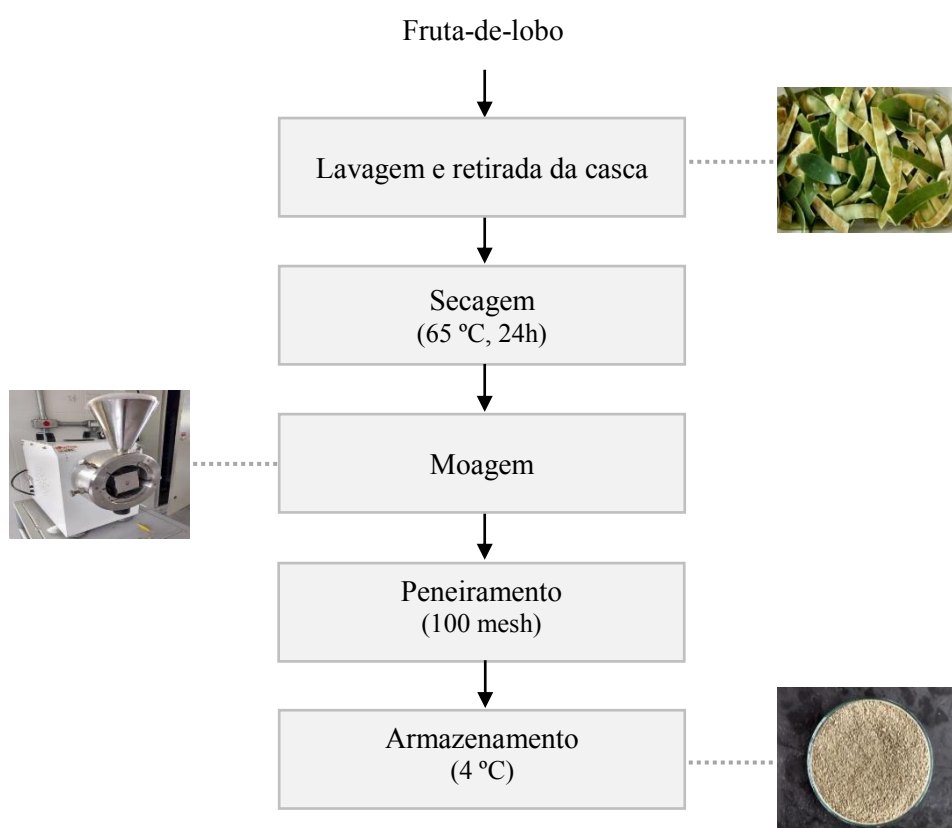 Fruta-de-lobo
Lavagem e retirada da casca
Secagem
(65 ºC, 24h)
Moagem
Peneiramento
(100 mesh)
Armazenamento
(4 ºC)